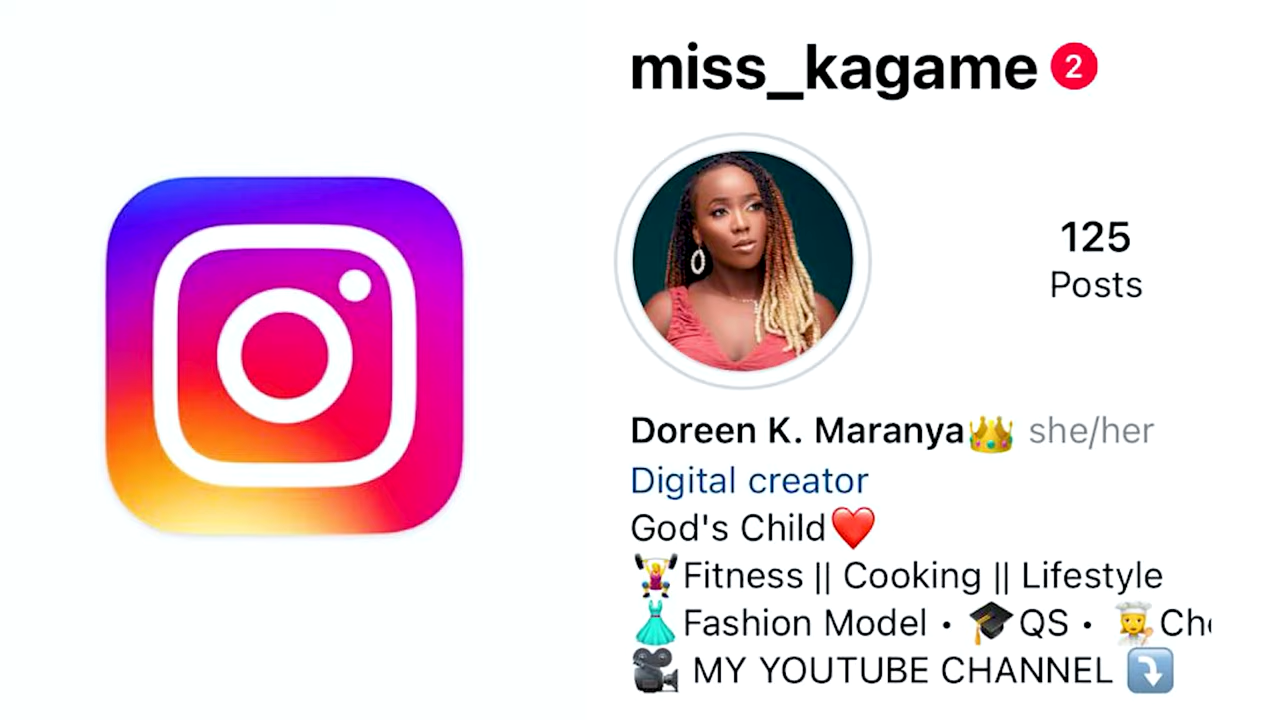 miss_kagame 2
125
Posts
Doreen K. Maranya👑 she/her
Digital creator
God's Child❤️
🏋️‍♀️Fitness || Cooking || Lifestyle
👗Fashion Model • 🎓QS • 👩‍🍳
🎥 MY YOUTUBE CHANNEL ⤵️